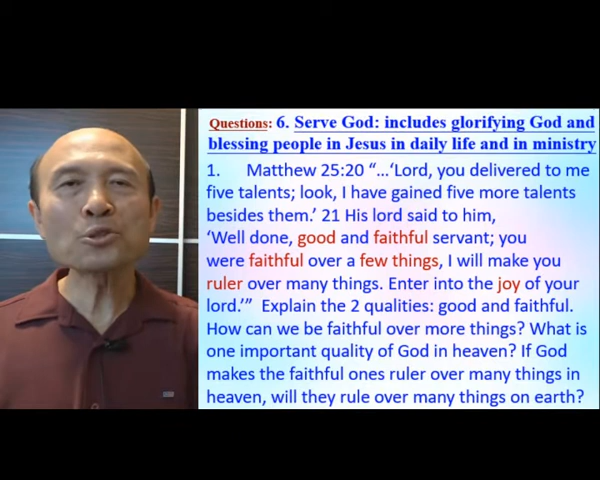 Questions: 6. Serve God: includes glorifying God and
blessing people in Jesus in daily life and in ministry
1. Matthew 25:20 “...‘Lord, you delivered to me
five talents; look, I have gained five more talents
besides them.’ 21 His lord said to him,
‘Well done, good and faithful servant; you
were faithful over a few things, I will make you
ruler over many things. Enter into the joy of your
lord.’” Explain the 2 qualities: good and faithful.
How can we be faithful over more things? What is
one important quality of God in heaven? If God
makes the faithful ones ruler over many things in
heaven, will they rule over many things on earth?